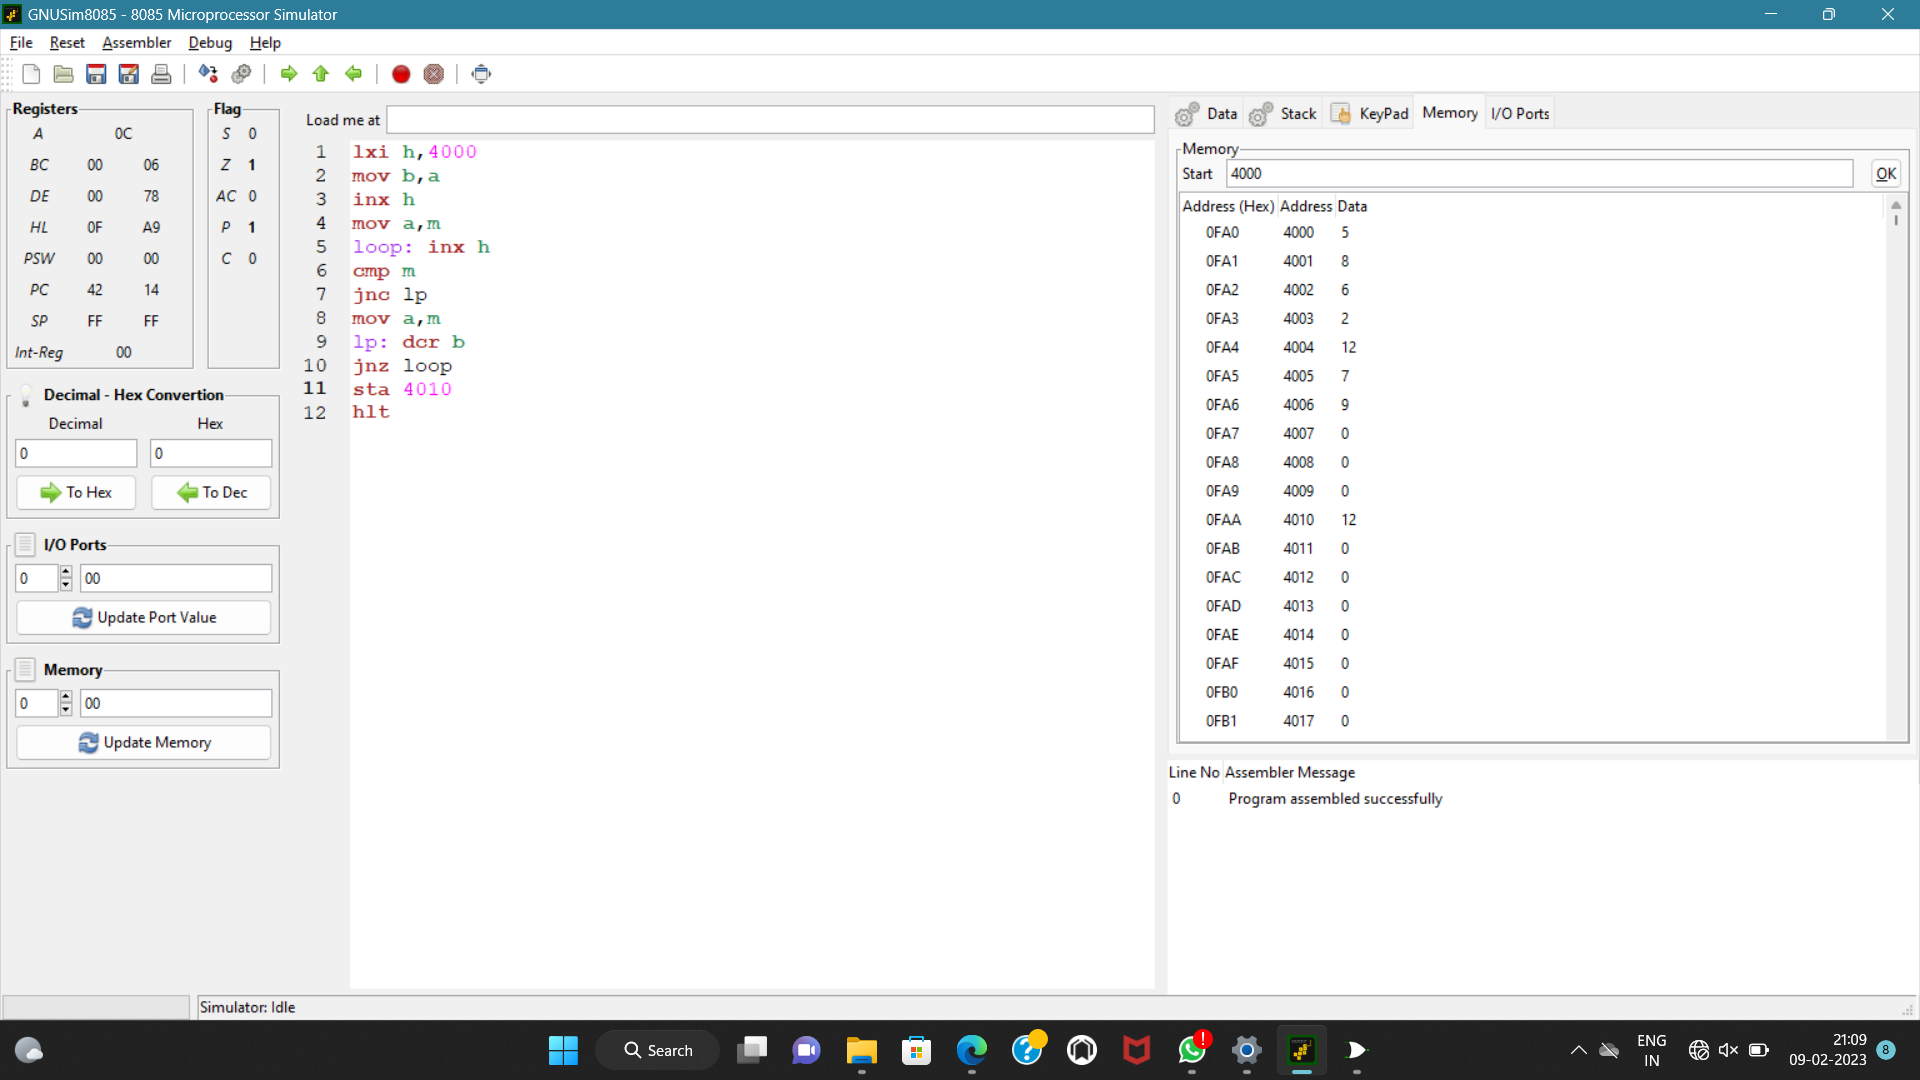 GNUSim8085 - 8085 Microprocessor Simulator
File Reset Assembler Debug Help
Registers
A 0C
BC 00 06
DE 00 78
HL 0F A9
PSW 00 00
PC 42 14
SP FF FF
Int-Reg 00
Flag
S 0
Z 1
AC 0
P 1
C 0
Decimal - Hex Convertion
Decimal Hex
0 0
To Hex To Dec
I/O Ports
0 00
Update Port Value
Memory
0 00
Update Memory
Load me at
1 lxi h,4000
2 mov b,a
3 inx h
4 mov a,m
5 loop: inx h
6 cmp m
7 jnc lp
8 mov a,m
9 lp: dcr b
10 jnz loop
11 sta 4010
12 hlt
Data Stack KeyPad Memory I/O Ports
Memory
Start 4000 OK
Address (Hex) Address Data
0FA0 4000 5
0FA1 4001 8
0FA2 4002 6
0FA3 4003 2
0FA4 4004 12
0FA5 4005 7
0FA6 4006 9
0FA7 4007 0
0FA8 4008 0
0FA9 4009 0
0FAA 4010 12
0FAB 4011 0
0FAC 4012 0
0FAD 4013 0
0FAE 4014 0
0FAF 4015 0
0FB0 4016 0
0FB1 4017 0
Line No Assembler Message
0 Program assembled successfully
Simulator: Idle
Search
ENG
IN
21:09
09-02-2023
8